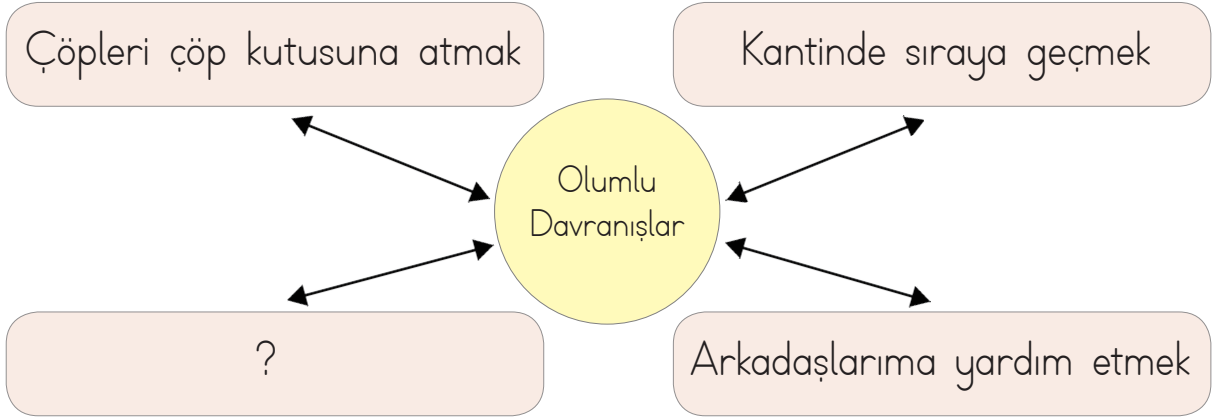 Çöpleri çöp kutusuna atmak
Kantinde sıraya geçmek
Olumlu
Davranışlar
?
Arkadaşlarıma yardım etmek